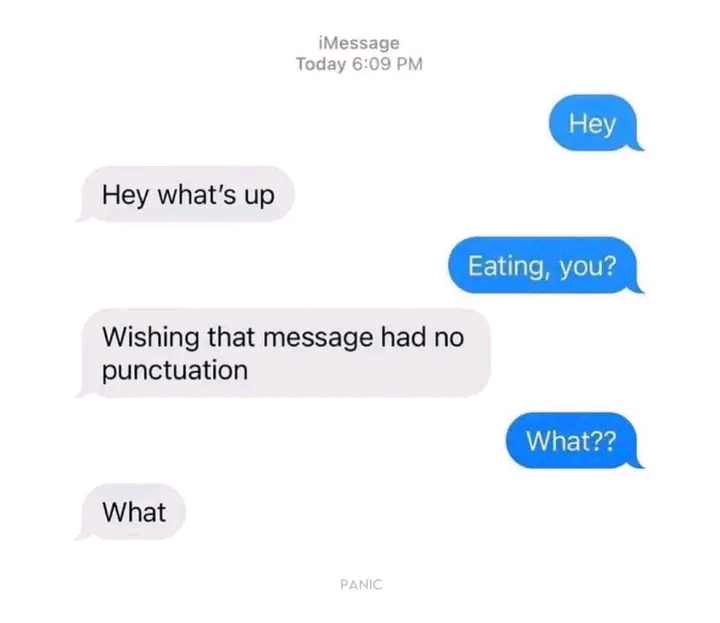 iMessage
Today 6:09 PM
Hey
Hey what's up
Eating, you?
Wishing that message had no
punctuation
What??
What
PANIC